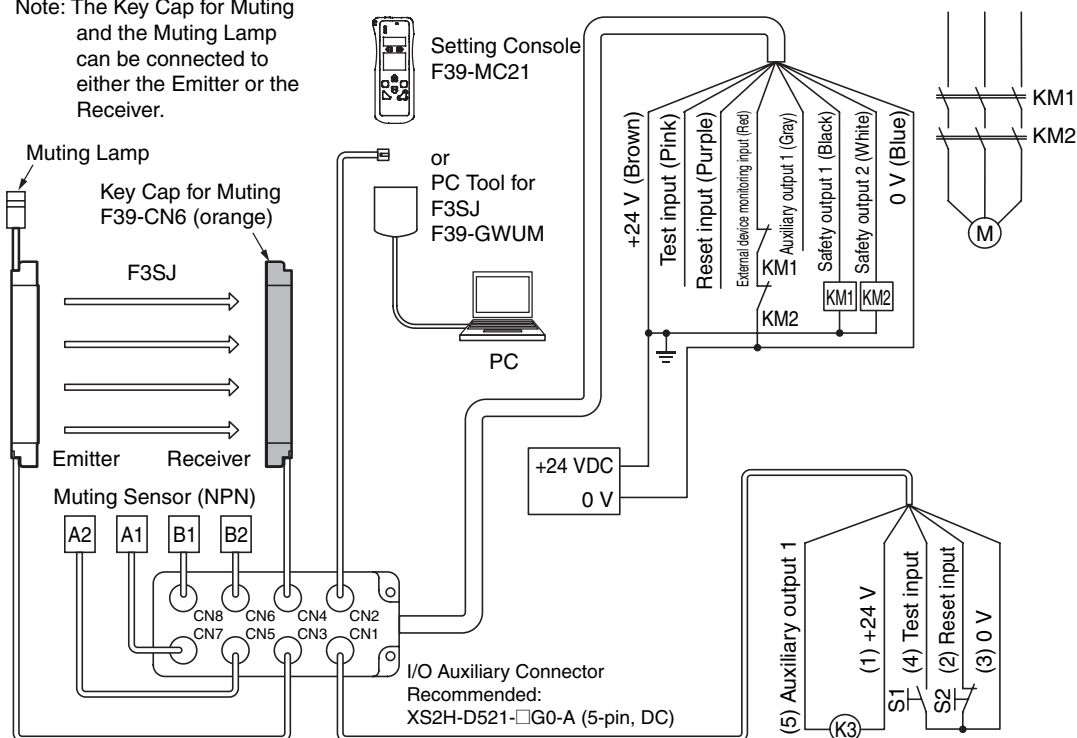 Note: The Key Cap for Muting
and the Muting Lamp
can be connected to
either the Emitter or the
Receiver.
Muting Lamp
Key Cap for Muting
F39-CN6 (orange)
F3SJ
Emitter
Receiver
Muting Sensor (NPN)
A2
A1
B1
B2
CN8
CN6
CN4
CN2
CN7
CN5
CN3
CN1
Setting Console
F39-MC21
or
PC Tool for
F3SJ
F39-GWUM
PC
+24 V (Brown)
Test input (Pink)
Reset input (Purple)
External device monitoring input (Red)
Auxiliary output 1 (Gray)
Safety output 1 (Black)
Safety output 2 (White)
0 V (Blue)
KM1
KM2
KM1
KM2
KM1
KM2
M
+24 VDC
0 V
I/O Auxiliary Connector
Recommended:
XS2H-D521-□G0-A (5-pin, DC)
(5) Auxiliary output 1
(1) +24 V
(4) Test input
(2) Reset input
(3) 0 V
S1
S2
K3